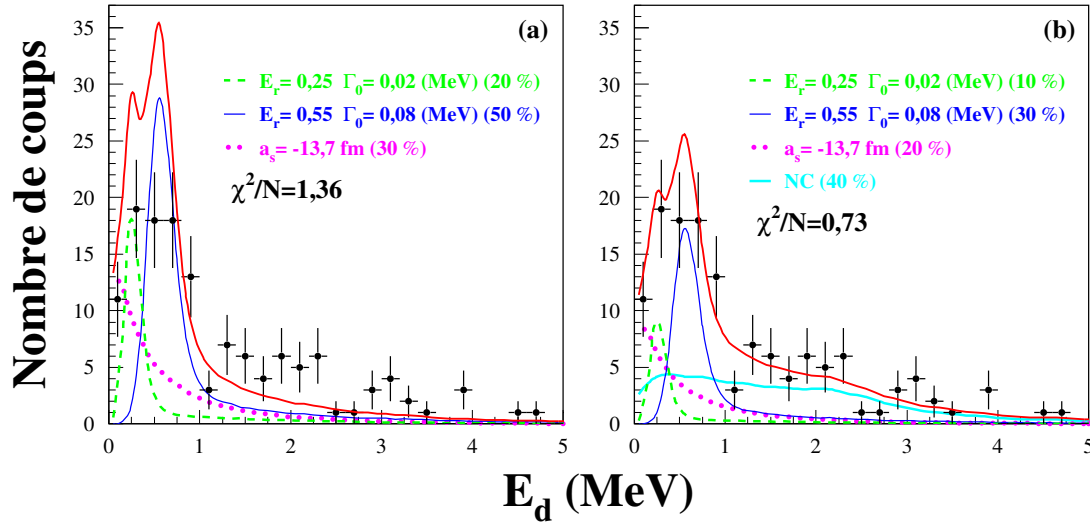 Nombre de coups
(a)
E_r= 0,25 Γ_0= 0,02 (MeV) (20 %)
E_r= 0,55 Γ_0= 0,08 (MeV) (50 %)
a_s= -13,7 fm (30 %)
χ²/N=1,36
35
30
25
20
15
10
5
0
0 1 2 3 4 5
(b)
E_r= 0,25 Γ_0= 0,02 (MeV) (10 %)
E_r= 0,55 Γ_0= 0,08 (MeV) (30 %)
a_s= -13,7 fm (20 %)
NC (40 %)
χ²/N=0,73
35
30
25
20
15
10
5
0
0 1 2 3 4 5
E_d (MeV)